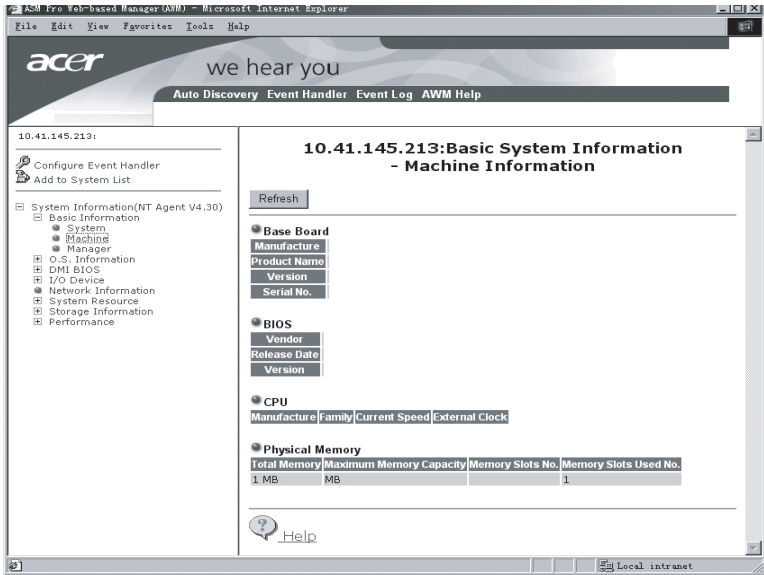 ASM Pro Web-based Manager(AWM) - Microsoft Internet Explorer
File Edit View Favorites Tools Help
acer
we hear you
Auto Discovery Event Handler Event Log AWM Help
10.41.145.213:
Configure Event Handler
Add to System List
System Information(NT Agent V4.30)
Basic Information
System
Machine
Manager
O.S. Information
DMI BIOS
I/O Device
Network Information
System Resource
Storage Information
Performance
10.41.145.213:Basic System Information
- Machine Information
Refresh
Base Board
Manufacture
Product Name
Version
Serial No.
BIOS
Vendor
Release Date
Version
CPU
Manufacture Family Current Speed External Clock
Physical Memory
Total Memory Maximum Memory Capacity Memory Slots No. Memory Slots Used No.
1 MB MB 1
? Help
Local intranet